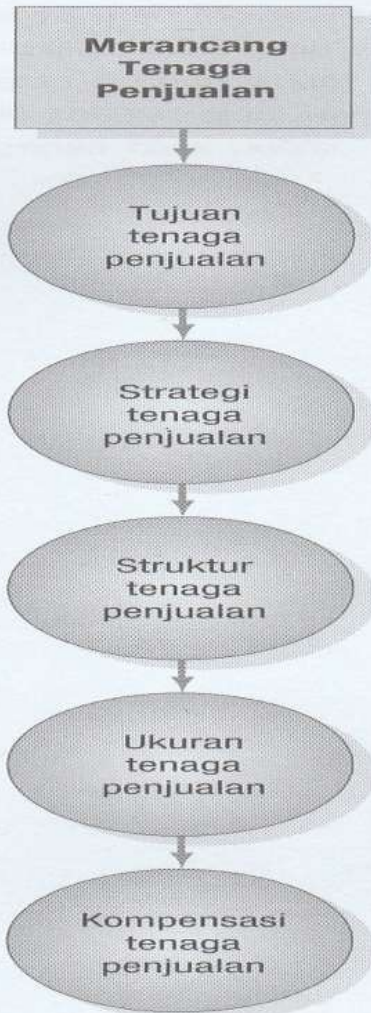 Merancang
Tenaga
Penjualan
Tujuan
tenaga
penjualan
Strategi
tenaga
penjualan
Struktur
tenaga
penjualan
Ukuran
tenaga
penjualan
Kompensasi
tenaga
penjualan